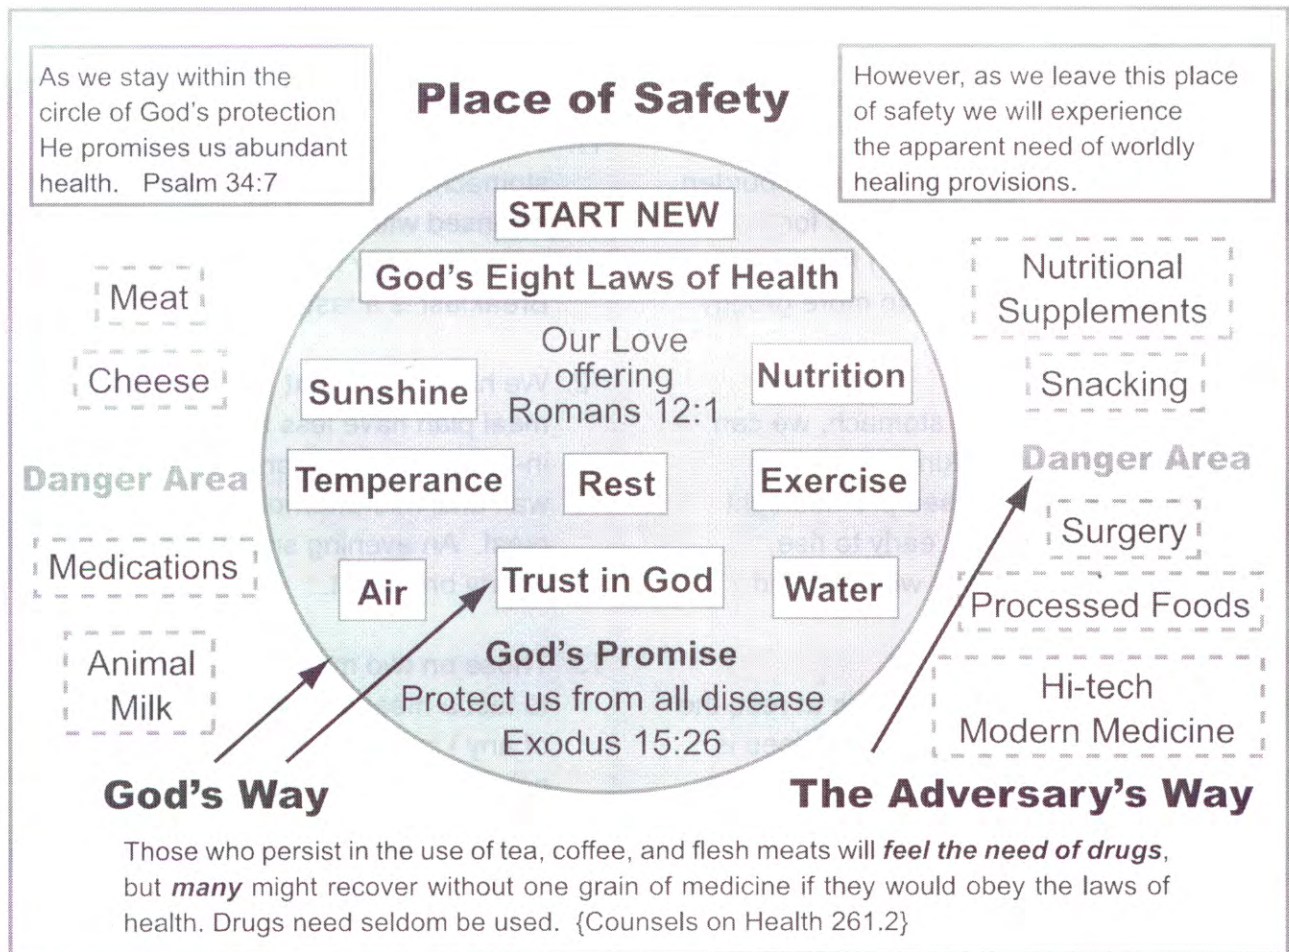 As we stay within the
circle of God's protection
He promises us abundant
health. Psalm 34:7
Place of Safety
However, as we leave this place
of safety we will experience
the apparent need of worldly
healing provisions.
START NEW
God's Eight Laws of Health
Our Love
offering
Romans 12:1
Sunshine
Nutrition
Temperance
Rest
Exercise
Air
Trust in God
Water
God's Promise
Protect us from all disease
Exodus 15:26
Meat
Cheese
Danger Area
Medications
Animal
Milk
God's Way
Nutritional
Supplements
Snacking
Danger Area
Surgery
Processed Foods
Hi-tech
Modern Medicine
The Adversary's Way
Those who persist in the use of tea, coffee, and flesh meats will feel the need of drugs,
but many might recover without one grain of medicine if they would obey the laws of
health. Drugs need seldom be used. {Counsels on Health 261.2}